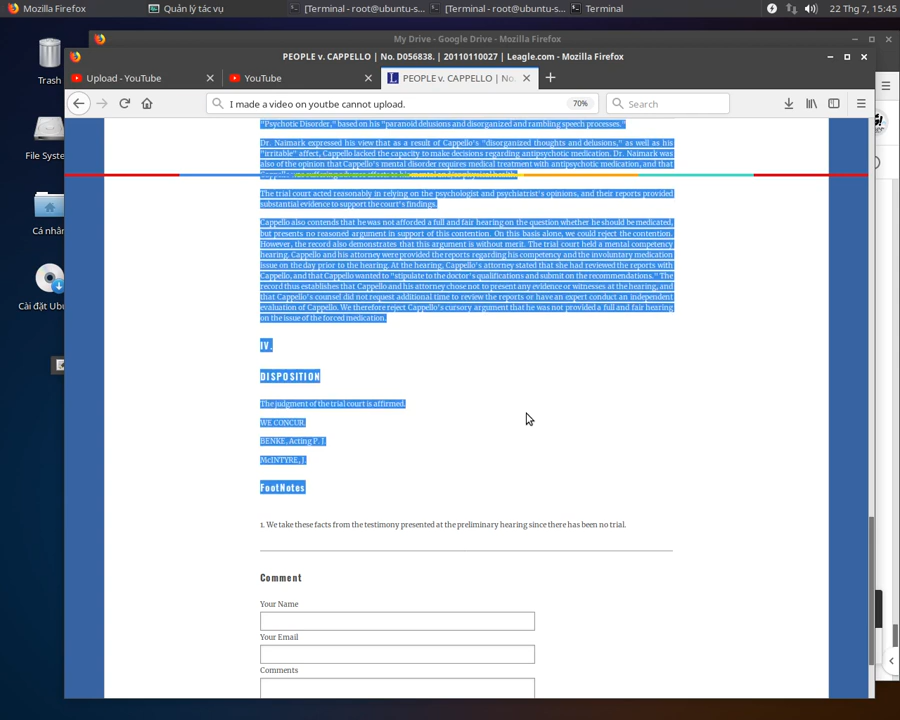 Mozilla Firefox
Quản lý tác vụ
[Terminal - root@ubuntu-s...
[Terminal - root@ubuntu-s...
Terminal
22 Thg 7, 15:45
My Drive - Google Drive - Mozilla Firefox
PEOPLE v. CAPPELLO | No. D056838. | 20110110027 | Leagle.com - Mozilla Firefox
Upload - YouTube
YouTube
PEOPLE v. CAPPELLO | No.
I made a video on youtbe cannot upload.
70%
Search
Trash
File System
Cá nhân
Cài đặt Ubu
"Psychotic Disorder," based on his "paranoid delusions and disorganized and rambling speech processes."
Dr. Naimark expressed his view that as a result of Cappello's "disorganized thoughts and delusions," as well as his
"irritable" affect, Cappello lacked the capacity to make decisions regarding antipsychotic medication. Dr. Naimark was
also of the opinion that Cappello's mental disorder requires medical treatment with antipsychotic medication, and that
The trial court acted reasonably in relying on the psychologist and psychiatrist's opinions, and their reports provided
substantial evidence to support the court's findings.
Cappello also contends that he was not afforded a full and fair hearing on the question whether he should be medicated,
but presents no reasoned argument in support of this contention. On this basis alone, we could reject the contention.
However, the record also demonstrates that this argument is without merit. The trial court held a mental competency
hearing. Cappello and his attorney were provided the reports regarding his competency and the involuntary medication
issue on the day prior to the hearing. At the hearing, Cappello's attorney stated that she had reviewed the reports with
Cappello, and that Cappello wanted to "stipulate to the doctor's qualifications and submit on the recommendations." The
record thus establishes that Cappello and his attorney chose not to present any evidence or witnesses at the hearing, and
that Cappello's counsel did not request additional time to review the reports or have an expert conduct an independent
evaluation of Cappello. We therefore reject Cappello's cursory argument that he was not provided a full and fair hearing
on the issue of the forced medication.
IV.
DISPOSITION
The judgment of the trial court is affirmed.
WE CONCUR.
BENKE, Acting P. J.
McINTYRE, J.
FootNotes
1. We take these facts from the testimony presented at the preliminary hearing since there has been no trial.
Comment
Your Name
Your Email
Comments